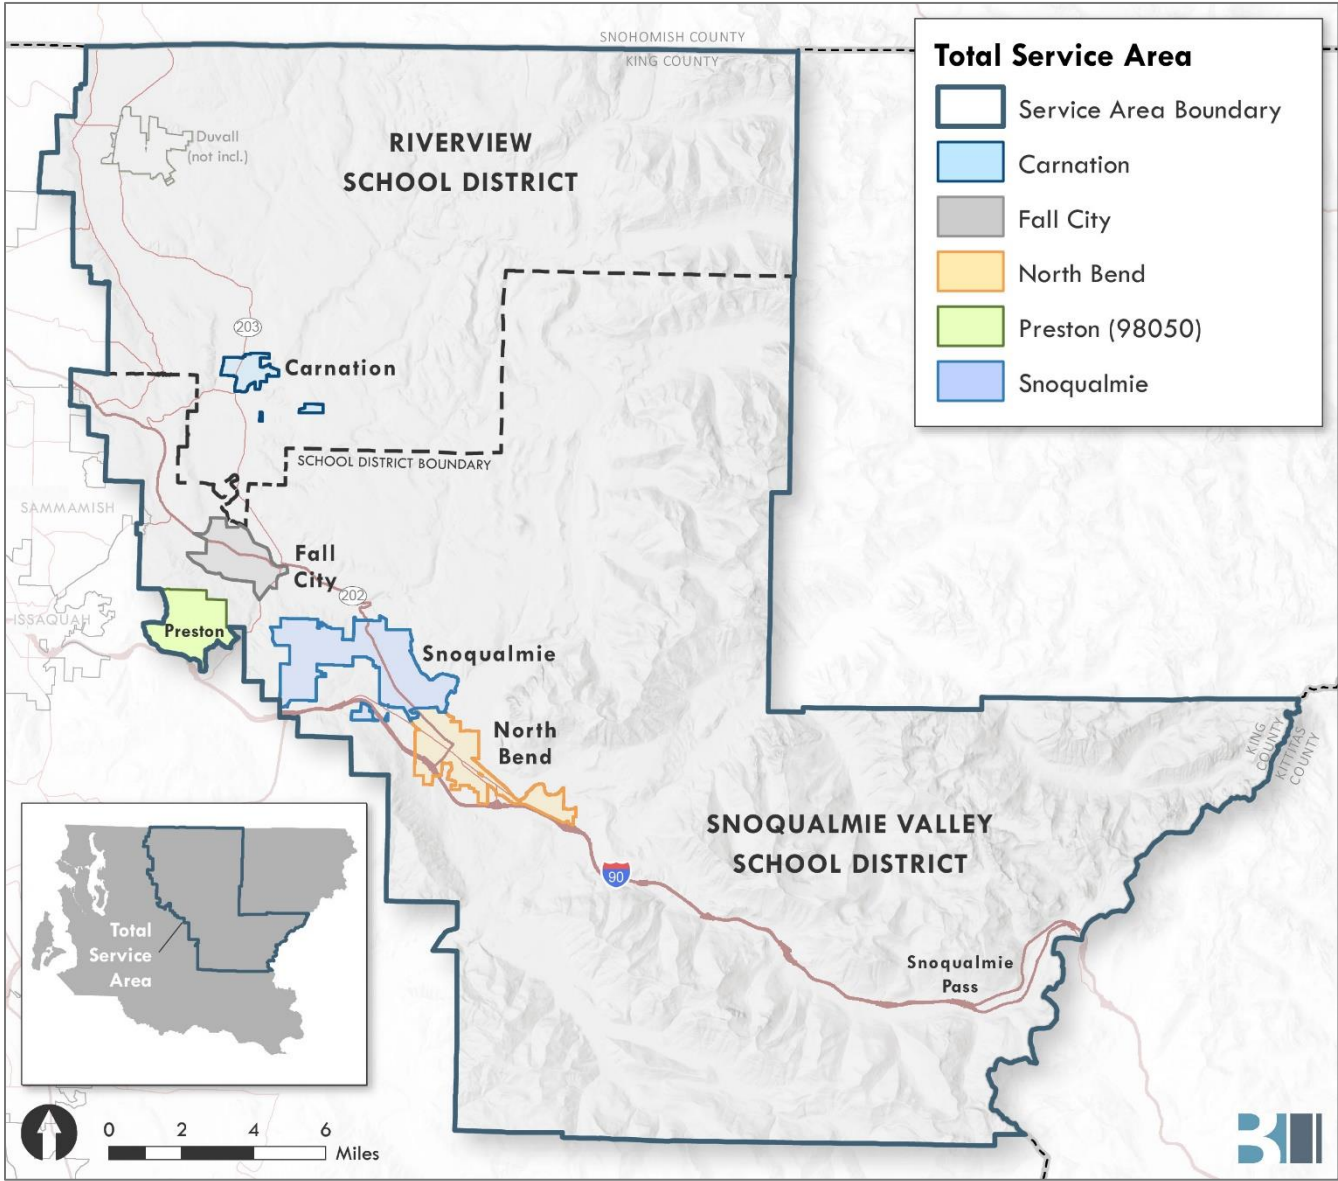 SNOHOMISH COUNTY
KING COUNTY
Total Service Area
Service Area Boundary
Carnation
Fall City
North Bend
Preston (98050)
Snoqualmie
Duvall
(not incl.)
RIVERVIEW
SCHOOL DISTRICT
203
Carnation
SCHOOL DISTRICT BOUNDARY
SAMMAMISH
Fall
City
202
ISSAQUAH
Preston
Snoqualmie
North
Bend
KING
COUNTY
KITTITAS
COUNTY
SNOQUALMIE VALLEY
SCHOOL DISTRICT
90
Snoqualmie
Pass
Total
Service
Area
0 2 4 6
Miles